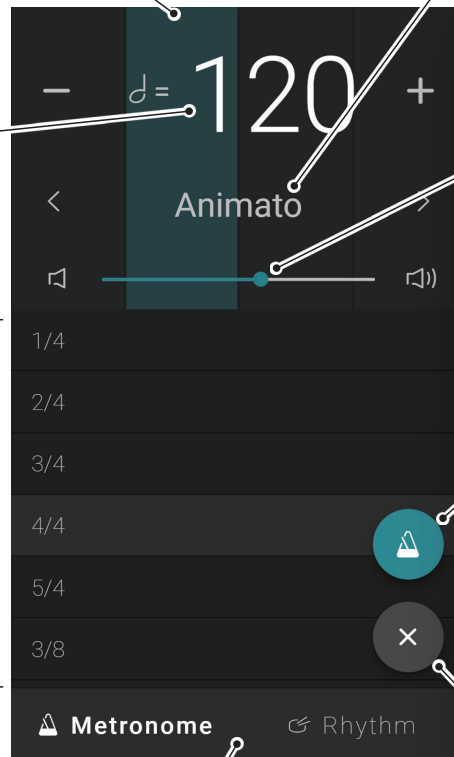 − 𝅗𝅥 = 120 +
< Animato >
1/4
2/4
3/4
4/4
5/4
3/8
Metronome Rhythm